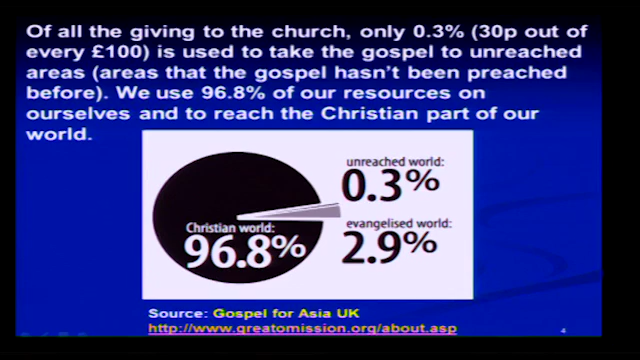 Of all the giving to the church, only 0.3% (30p out of
every £100) is used to take the gospel to unreached
areas (areas that the gospel hasn't been preached
before). We use 96.8% of our resources on
ourselves and to reach the Christian part of our
world.
unreached world:
0.3%
evangelised world:
2.9%
Christian world:
96.8%
Source: Gospel for Asia UK
http://www.greatomission.org/about.asp
4